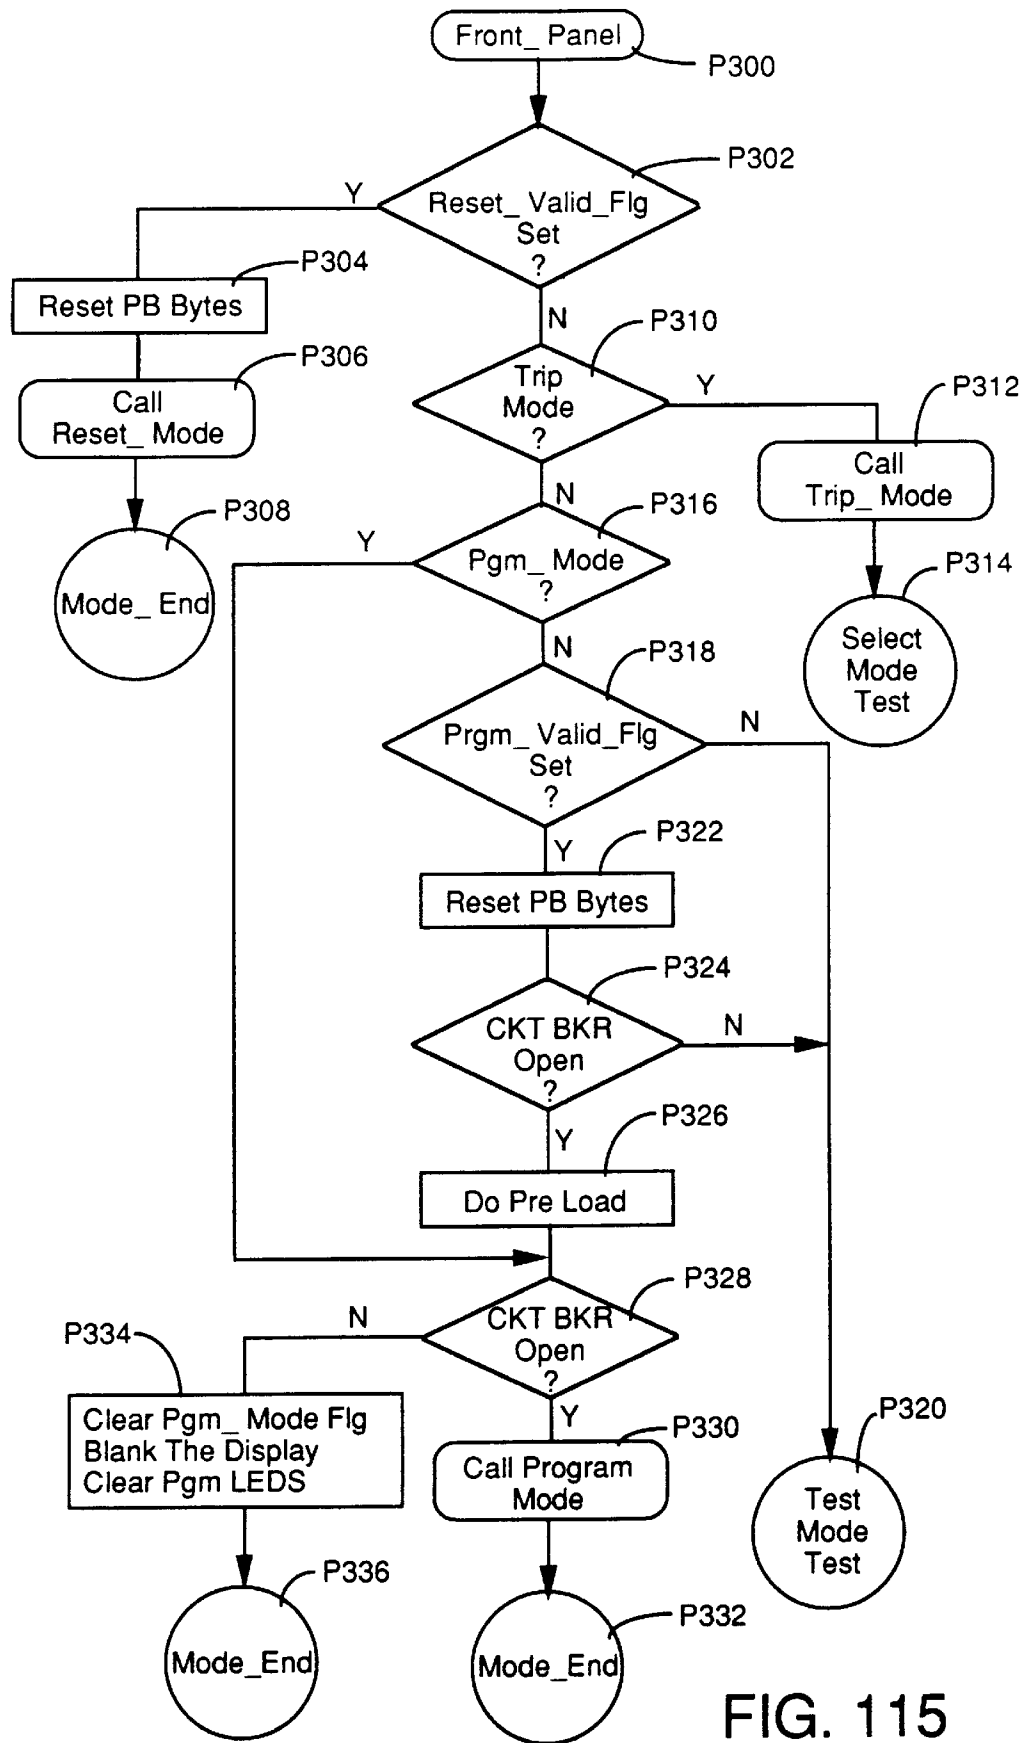 Front_ Panel
P300
P302
Y
Reset_ Valid_Flg
Set
?
P304
Reset PB Bytes
N
P310
P306
Trip
Mode
?
Y
P312
Call
Reset_ Mode
Call
Trip_ Mode
N
P316
P308
Y
Pgm_ Mode
?
P314
Mode_ End
N
P318
Select
Mode
Test
Prgm_ Valid_Flg
Set
?
N
Y
P322
Reset PB Bytes
P324
CKT BKR
Open
?
N
P326
Y
Do Pre Load
P328
N
CKT BKR
Open
?
P334
Clear Pgm_ Mode Flg
Blank The Display
Clear Pgm LEDS
Y
P330
P320
Call Program
Mode
Test
Mode
Test
P336
P332
Mode_End
Mode_End
FIG. 115